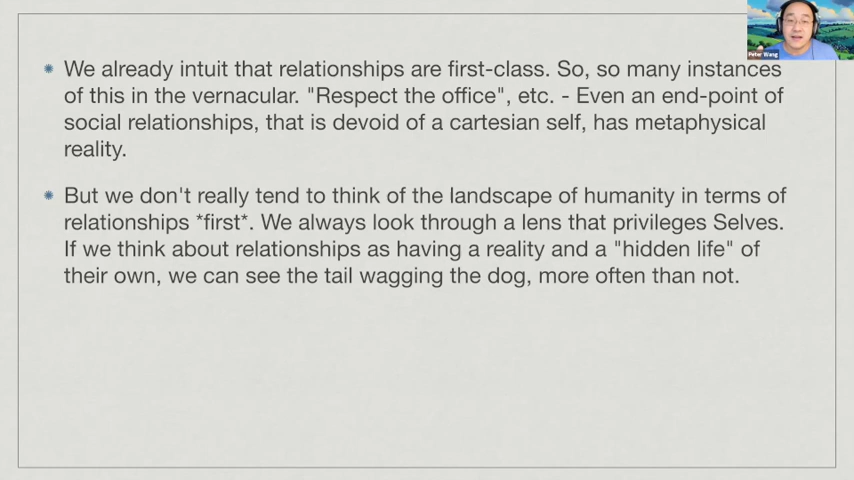 Peter Wang
We already intuit that relationships are first-class. So, so many instances
of this in the vernacular. "Respect the office", etc. - Even an end-point of
social relationships, that is devoid of a cartesian self, has metaphysical
reality.
But we don't really tend to think of the landscape of humanity in terms of
relationships *first*. We always look through a lens that privileges Selves.
If we think about relationships as having a reality and a "hidden life" of
their own, we can see the tail wagging the dog, more often than not.